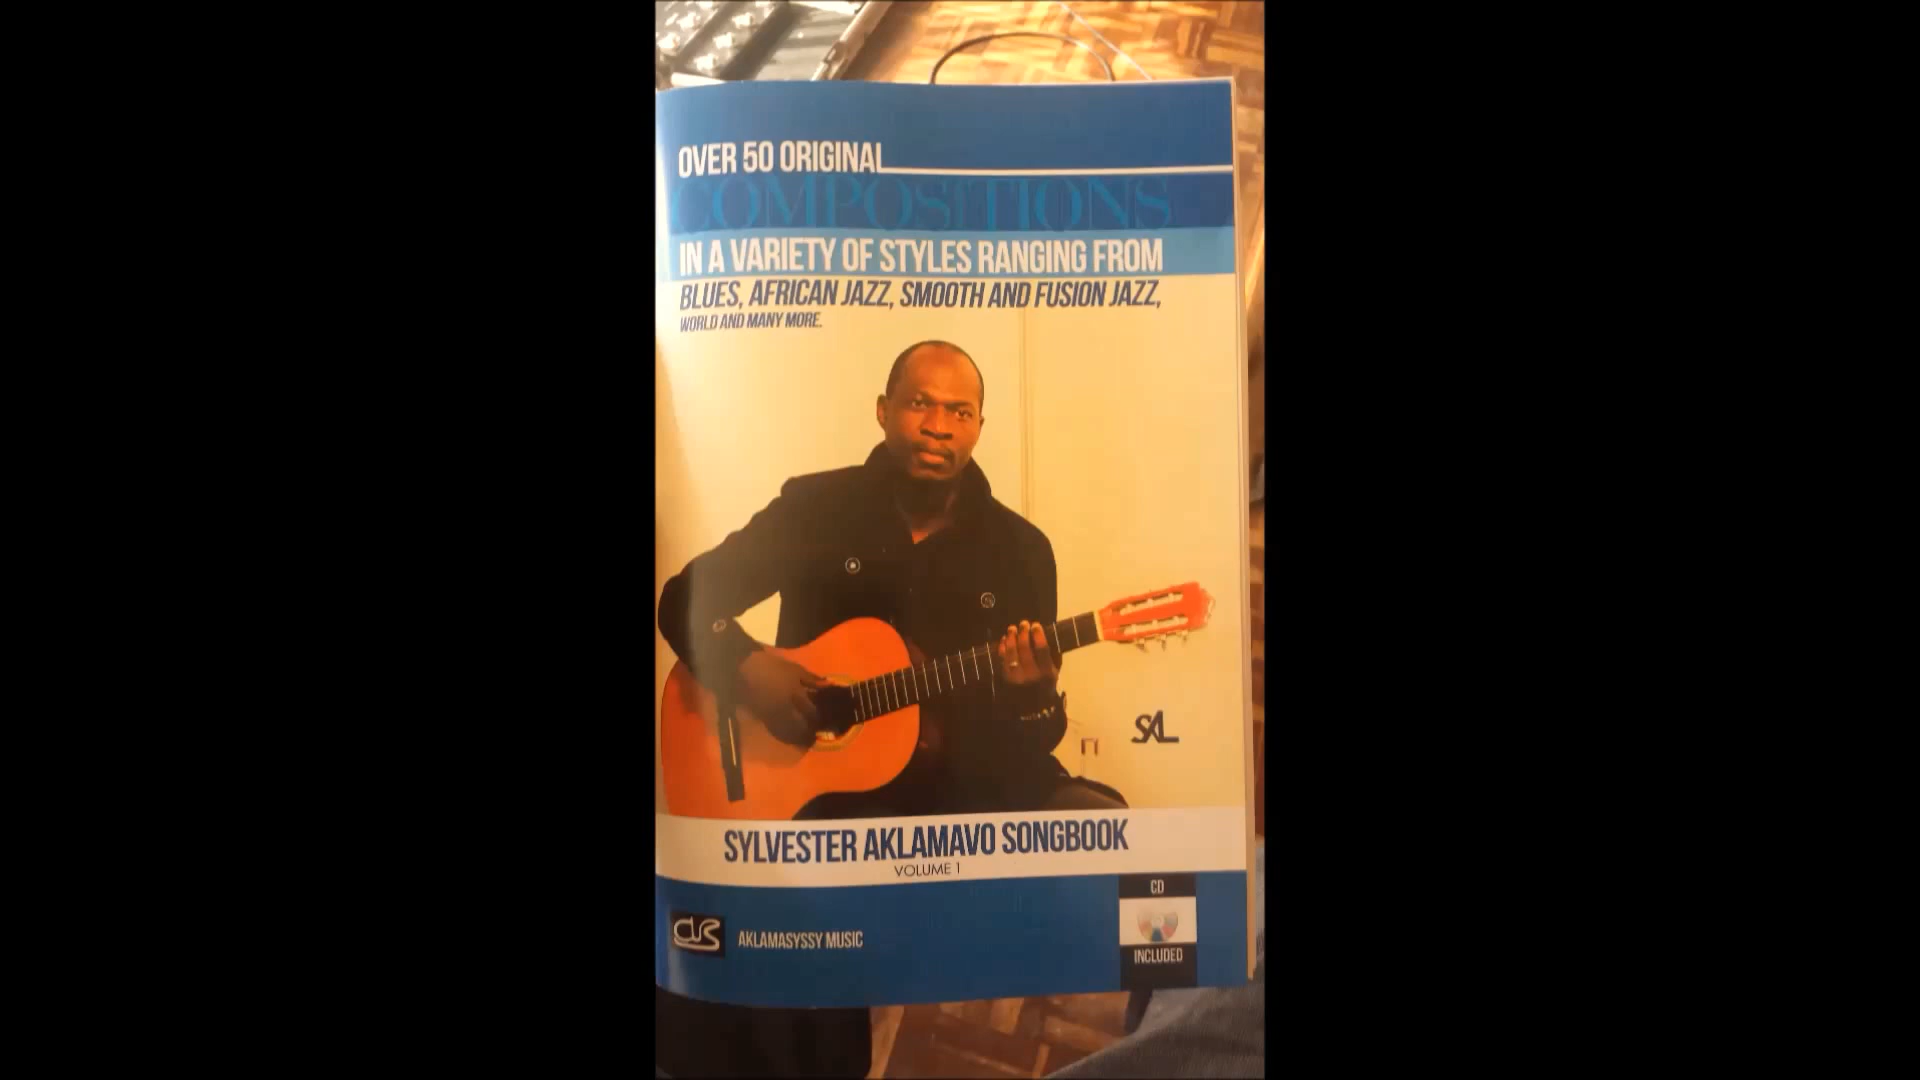 OVER 50 ORIGINAL
COMPOSITIONS
IN A VARIETY OF STYLES RANGING FROM
BLUES, AFRICAN JAZZ, SMOOTH AND FUSION JAZZ,
WORLD AND MANY MORE.
SAL
SYLVESTER AKLAMAVO SONGBOOK
VOLUME 1
CD
AKLAMASYSSY MUSIC
INCLUDED